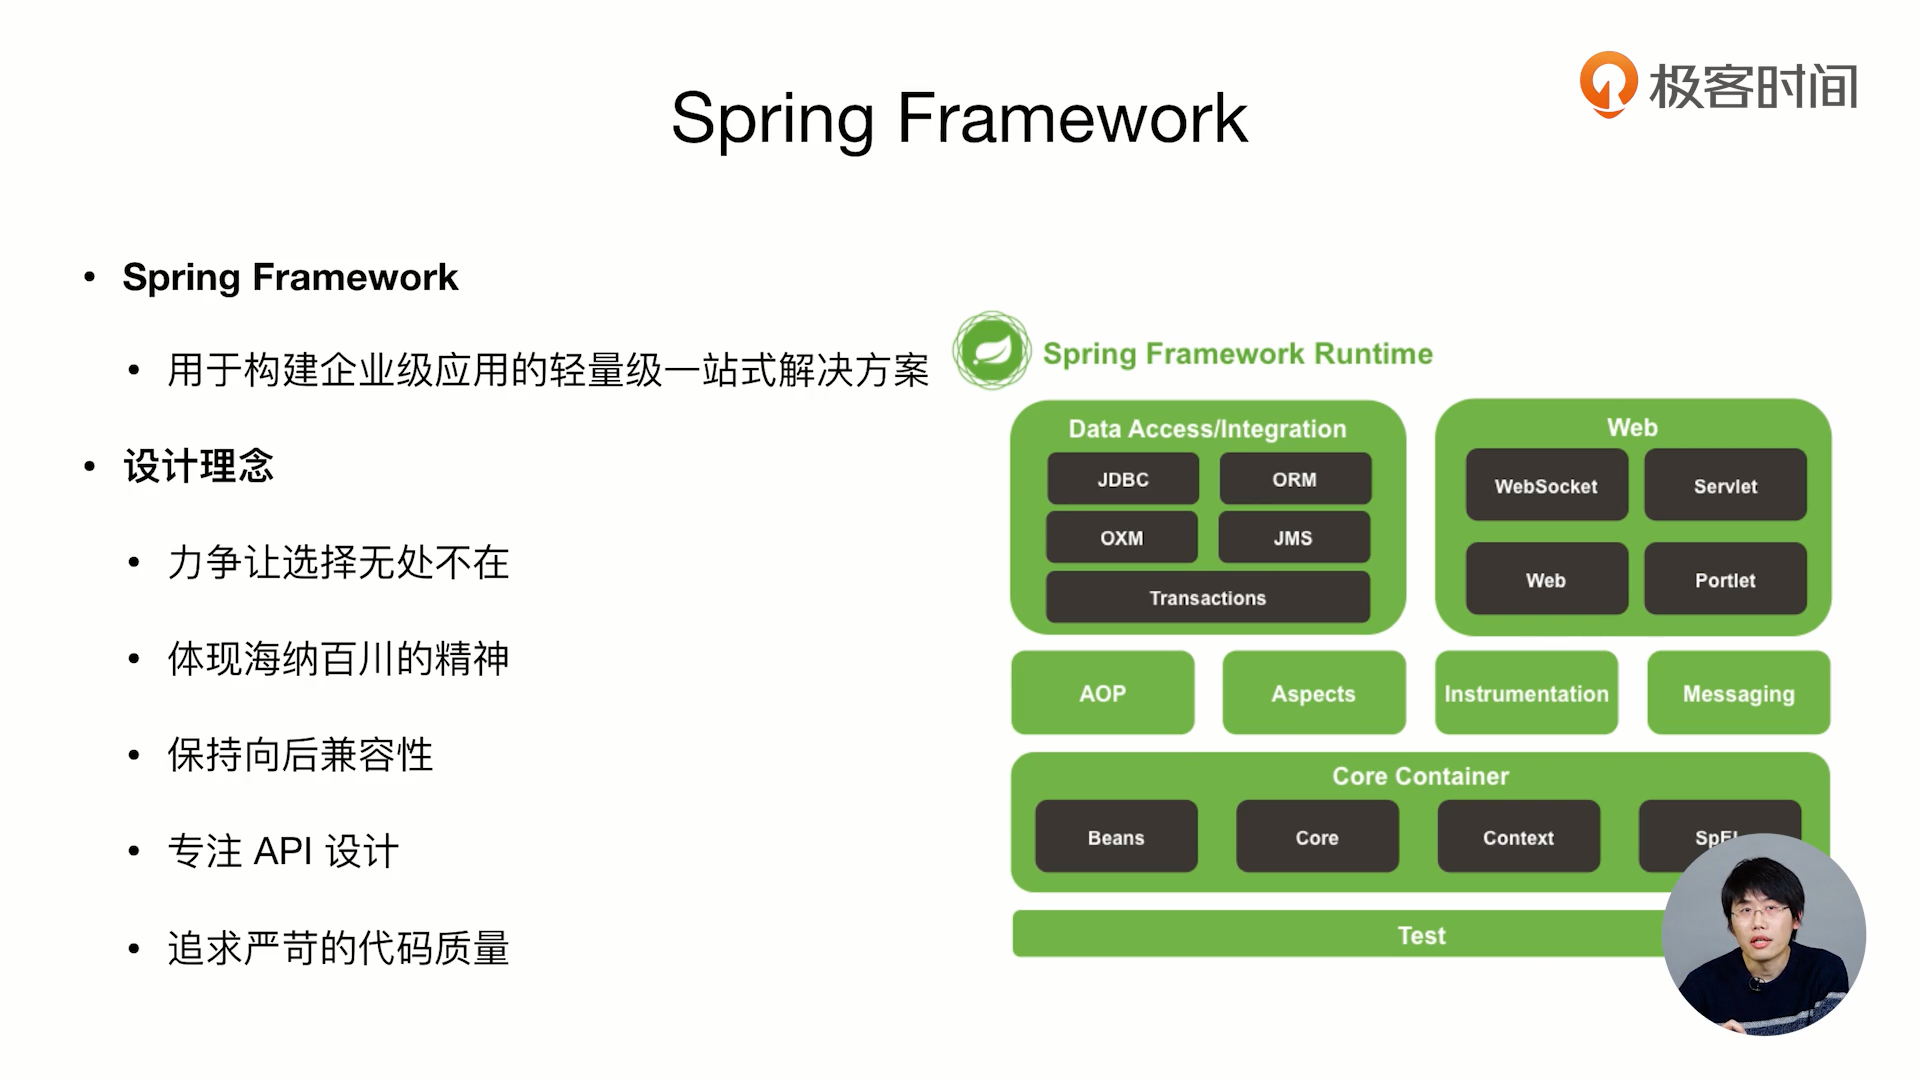 极客时间
Spring Framework
Spring Framework
用于构建企业级应用的轻量级一站式解决方案
设计理念
力争让选择无处不在
体现海纳百川的精神
保持向后兼容性
专注 API 设计
追求严苛的代码质量
Spring Framework Runtime
Data Access/Integration
JDBC
ORM
OXM
JMS
Transactions
Web
WebSocket
Servlet
Web
Portlet
AOP
Aspects
Instrumentation
Messaging
Core Container
Beans
Core
Context
SpEL
Test